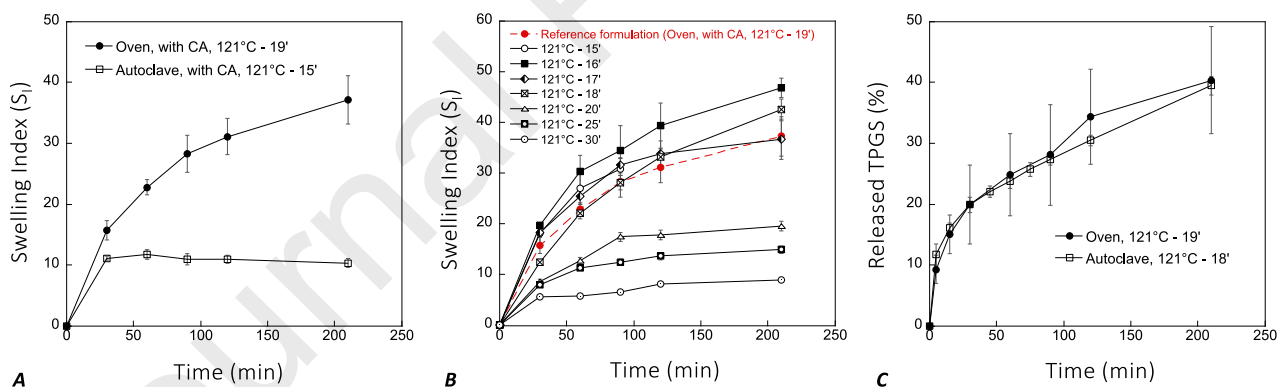 50
40
30
20
10
0
0
50
100
150
200
250
Swelling Index (SI)
Time (min)
Oven, with CA, 121°C - 19'
Autoclave, with CA, 121°C - 15'
A
60
50
40
30
20
10
0
0
50
100
150
200
250
Swelling Index (SI)
Time (min)
Reference formulation (Oven, with CA, 121°C - 19')
121°C - 15'
121°C - 16'
121°C - 17'
121°C - 18'
121°C - 20'
121°C - 25'
121°C - 30'
B
50
40
30
20
10
0
0
50
100
150
200
250
Released TPGS (%)
Time (min)
Oven, 121°C - 19'
Autoclave, 121°C - 18'
C
urnal P